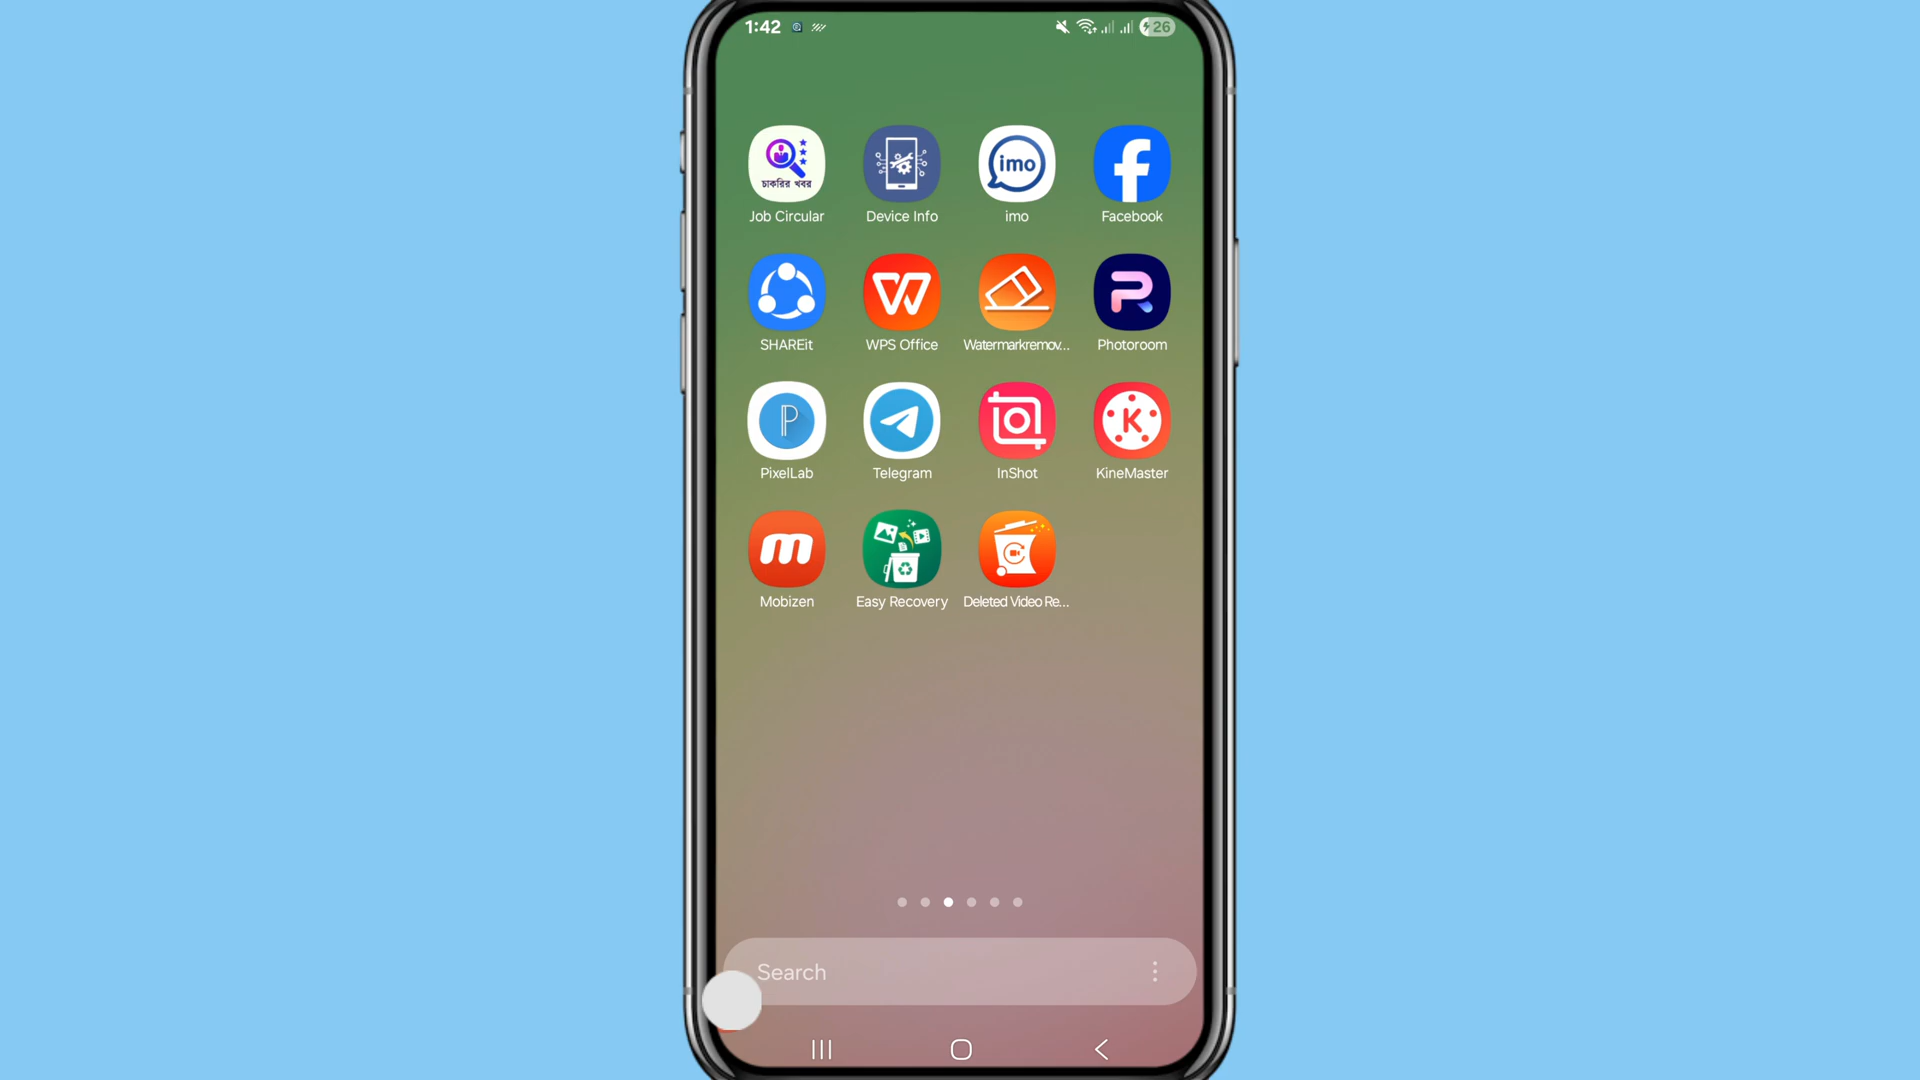 1:42
26
চাকরির খবর
imo
Job Circular
Device Info
imo
Facebook
SHAREit
WPS Office
Watermarkremov...
Photoroom
P
K
PixelLab
Telegram
InShot
KineMaster
m
Mobizen
Easy Recovery
Deleted Video Re...
Search